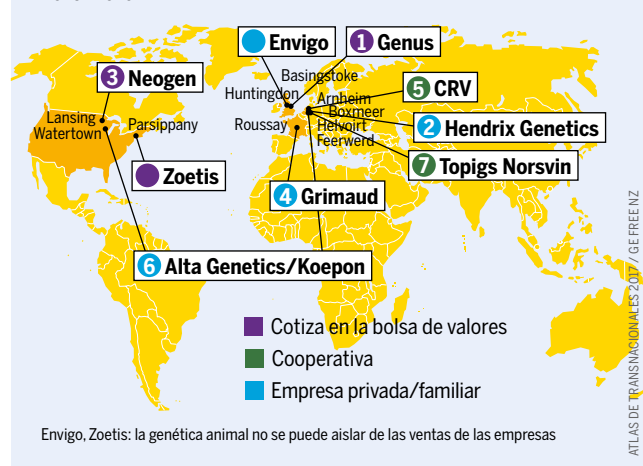 Envigo
1 Genus
Basingstoke
Huntingdon
3 Neogen
Arnheim
5 CRV
Boxmeer
Lansing
Watertown
Parsippany
Roussay
Helvoirt
Feerwerd
2 Hendrix Genetics
Zoetis
7 Topigs Norsvin
4 Grimaud
6 Alta Genetics/Koepon
Cotiza en la bolsa de valores
Cooperativa
Empresa privada/familiar
Envigo, Zoetis: la genética animal no se puede aislar de las ventas de las empresas
ATLAS DE TRANSNACIONALES 2017 / GE FREE NZ